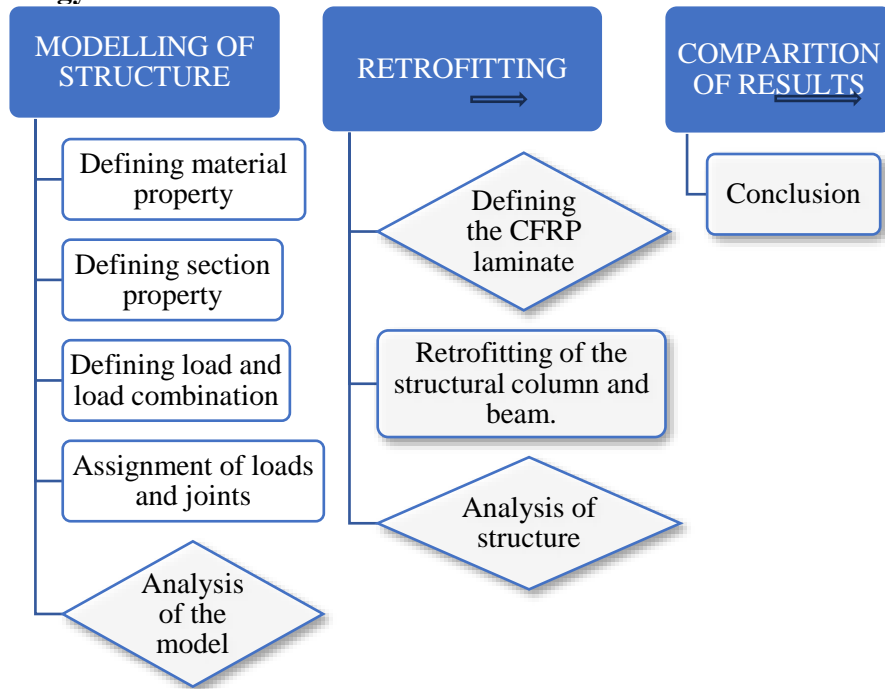 gy
MODELLING OF
STRUCTURE
Defining material
property
Defining section
property
Defining load and
load combination
Assignment of loads
and joints
Analysis
of the
model
RETROFITTING
Defining
the CFRP
laminate
Retrofitting of the
structural column and
beam.
Analysis of
structure
COMPARITION
OF RESULTS
Conclusion